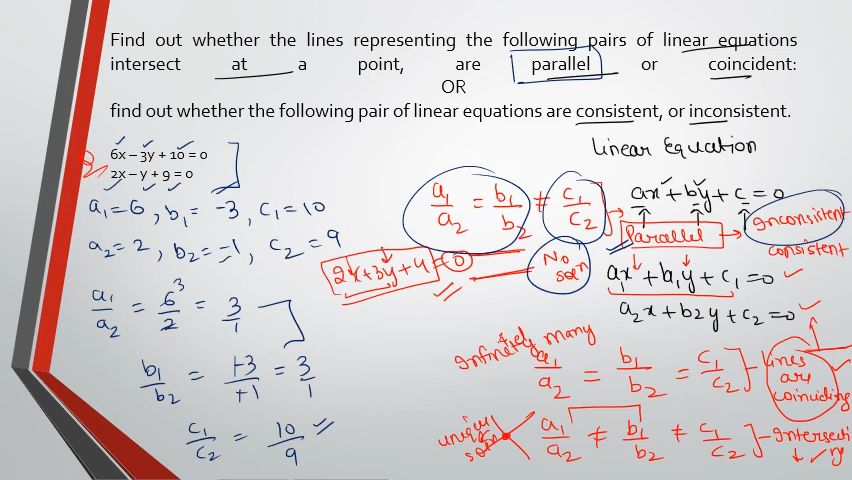 Find out whether the lines representing the following pairs of linear equations
intersect at a point, are parallel or coincident:
OR
find out whether the following pair of linear equations are consistent, or inconsistent.
Linear Equation
6x – 3y + 10 = 0
2x – y + 9 = 0
a₁=6, b₁= -3, c₁=10
a₂=2, b₂=-1, c₂=9
a₁/a₂ = 6/2 = 3/1
b₁/b₂ = +3/+1 = 3/1
c₁/c₂ = 10/9
a₁/a₂ = b₁/b₂ ≠ c₁/c₂
2x+3y+4=0
No soln
ax+by+c=0
Parallel
Inconsistent
consistent
a₁x+b₁y+c₁=0
a₂x+b2y+c₂=0
Infinitely many
a₁/a₂ = b₁/b₂ = c₁/c₂
lines are coinciding
unique soln
a₁/a₂ ≠ b₁/b₂ ≠ c₁/c₂
Intersecting